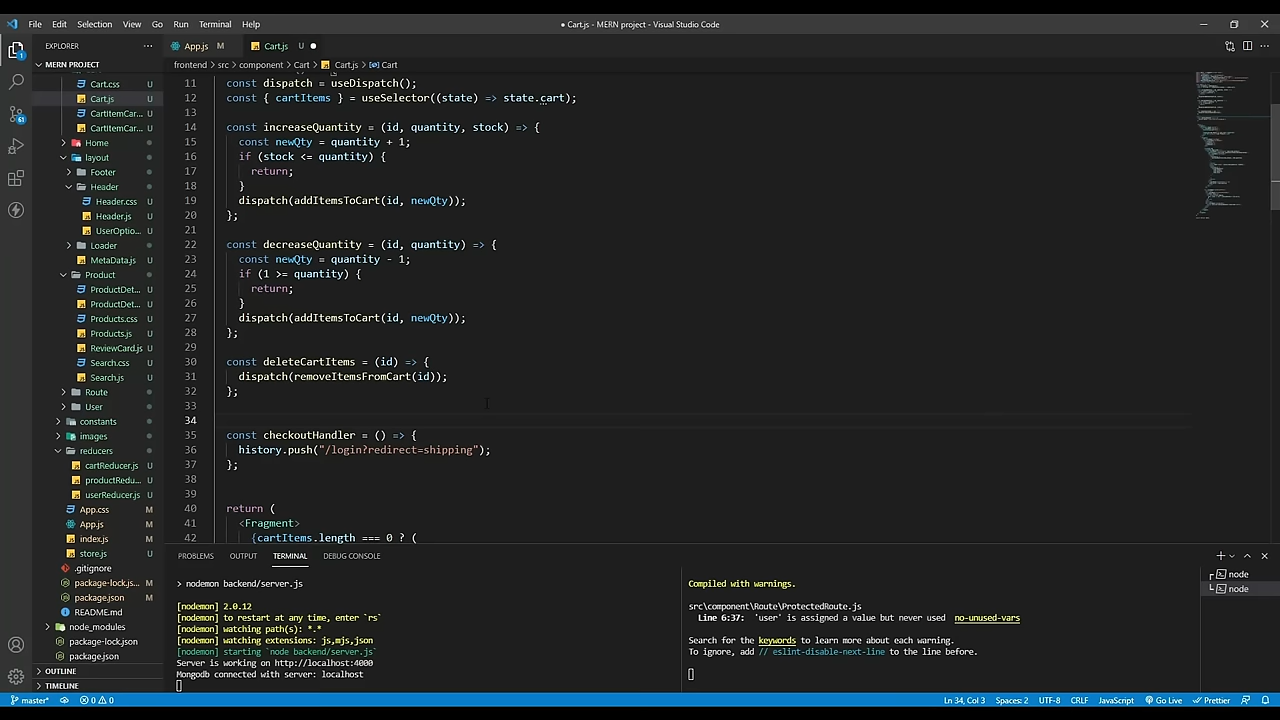 File Edit Selection View Go Run Terminal Help
● Cart.js - MERN project - Visual Studio Code
EXPLORER
App.js M
Cart.js U
MERN PROJECT
frontend > src > component > Cart > Cart.js > Cart
Cart.css U
Cart.js U
CartItemCar... U
CartItemCar... U
Home
layout
Footer
Header
Header.css U
Header.js U
UserOptio... U
Loader
MetaData.js U
Product
ProductDet... U
ProductDet... U
Products.css U
Products.js U
ReviewCard.js U
Search.css U
Search.js U
Route
User
constants
images
reducers
cartReducer.js U
productRedu... U
userReducer.js U
App.css M
App.js M
index.js M
store.js M
.gitignore
package-lock.js... M
package.json M
README.md
node_modules
package-lock.json
package.json
OUTLINE
TIMELINE
11 const dispatch = useDispatch();
12 const { cartItems } = useSelector((state) .cart);
13
14 const increaseQuantity = (id, quantity, stock) => {
15 const newQty = quantity + 1;
16 if (stock <= quantity) {
17 return;
18 }
19 dispatch(addItemsToCart(id, newQty));
20 };
21
22 const decreaseQuantity = (id, quantity) => {
23 const newQty = quantity - 1;
24 if (1 >= quantity) {
25 return;
26 }
27 dispatch(addItemsToCart(id, newQty));
28 };
29
30 const deleteCartItems = (id) => {
31 dispatch(removeItemsFromCart(id));
32 };
33
34
35 const checkoutHandler = () => {
36 history.push("/login?redirect=shipping");
37 };
38
39
40 return (
41 <Fragment>
42 {cartItems.length === 0 ? (
PROBLEMS OUTPUT TERMINAL DEBUG CONSOLE
> nodemon backend/server.js
[nodemon] 2.0.12
[nodemon] to restart at any time, enter `rs`
[nodemon] watching path(s): *.*
[nodemon] watching extensions: js,mjs,json
[nodemon] starting `node backend/server.js`
Server is working on http://localhost:4000
Mongodb connected with server: localhost
Compiled with warnings.
src\component\Route\ProtectedRoute.js
Line 6:37: 'user' is assigned a value but never used no-unused-vars
Search for the keywords to learn more about each warning.
To ignore, add // eslint-disable-next-line to the line before.
node
node
master* 0 0
Ln 34, Col 3 Spaces: 2 UTF-8 CRLF JavaScript Go Live Prettier